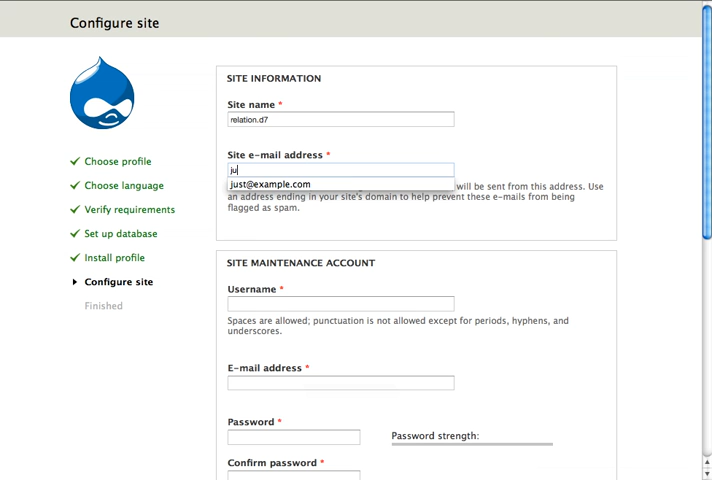 Configure site
Choose profile
Choose language
Verify requirements
Set up database
Install profile
Configure site
Finished
SITE INFORMATION
Site name *
relation.d7
Site e-mail address *
ju
just@example.com
will be sent from this address. Use
an address ending in your site's domain to help prevent these e-mails from being
flagged as spam.
SITE MAINTENANCE ACCOUNT
Username *
Spaces are allowed; punctuation is not allowed except for periods, hyphens, and
underscores.
E-mail address *
Password *
Password strength:
Confirm password *